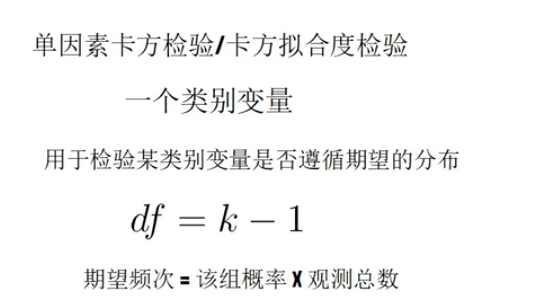 单因素卡方检验/卡方拟合度检验
一个类别变量
用于检验某类别变量是否遵循期望的分布
df = k − 1
期望频次 = 该组概率 X 观测总数